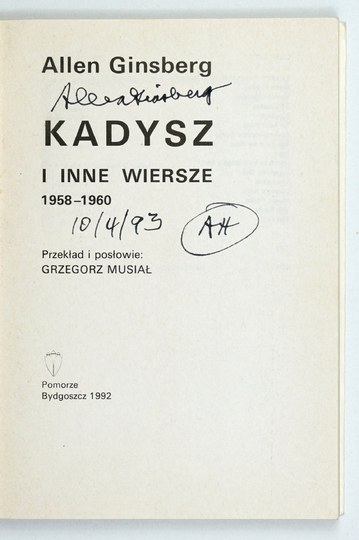 Allen Ginsberg
Allen Ginsberg
KADYSZ
I INNE WIERSZE
1958–1960
10/4/93 AH
Przekład i posłowie:
GRZEGORZ MUSIAŁ
Pomorze
Bydgoszcz 1992